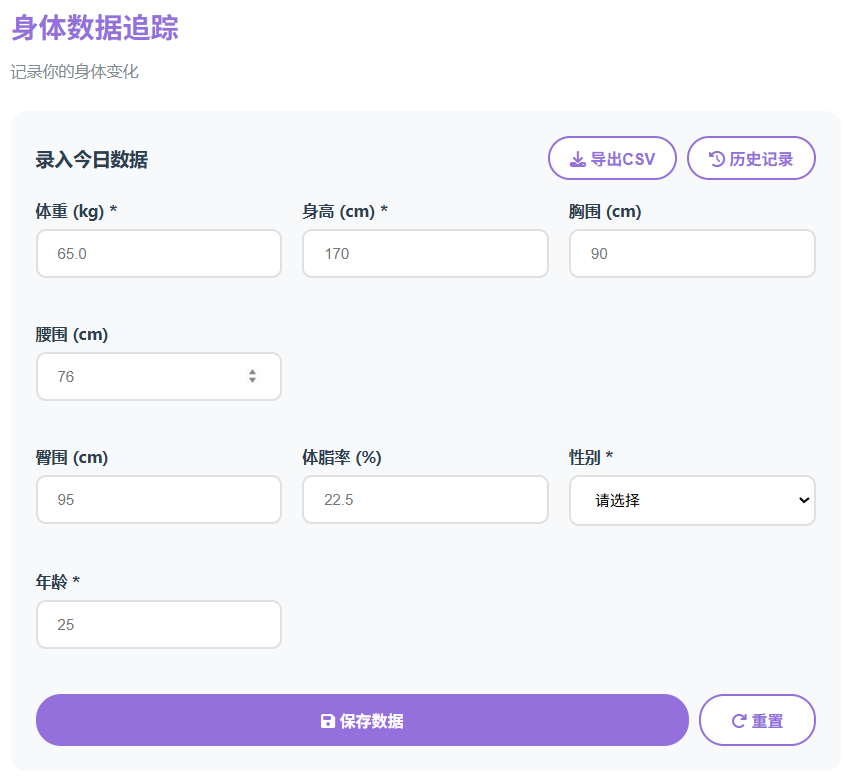 身体数据追踪
记录你的身体变化
录入今日数据 导出CSV 历史记录
体重 (kg) * 身高 (cm) * 胸围 (cm)
65.0 170 90
腰围 (cm)
76
臀围 (cm) 体脂率 (%) 性别 *
95 22.5 请选择
年龄 *
25
保存数据 重置